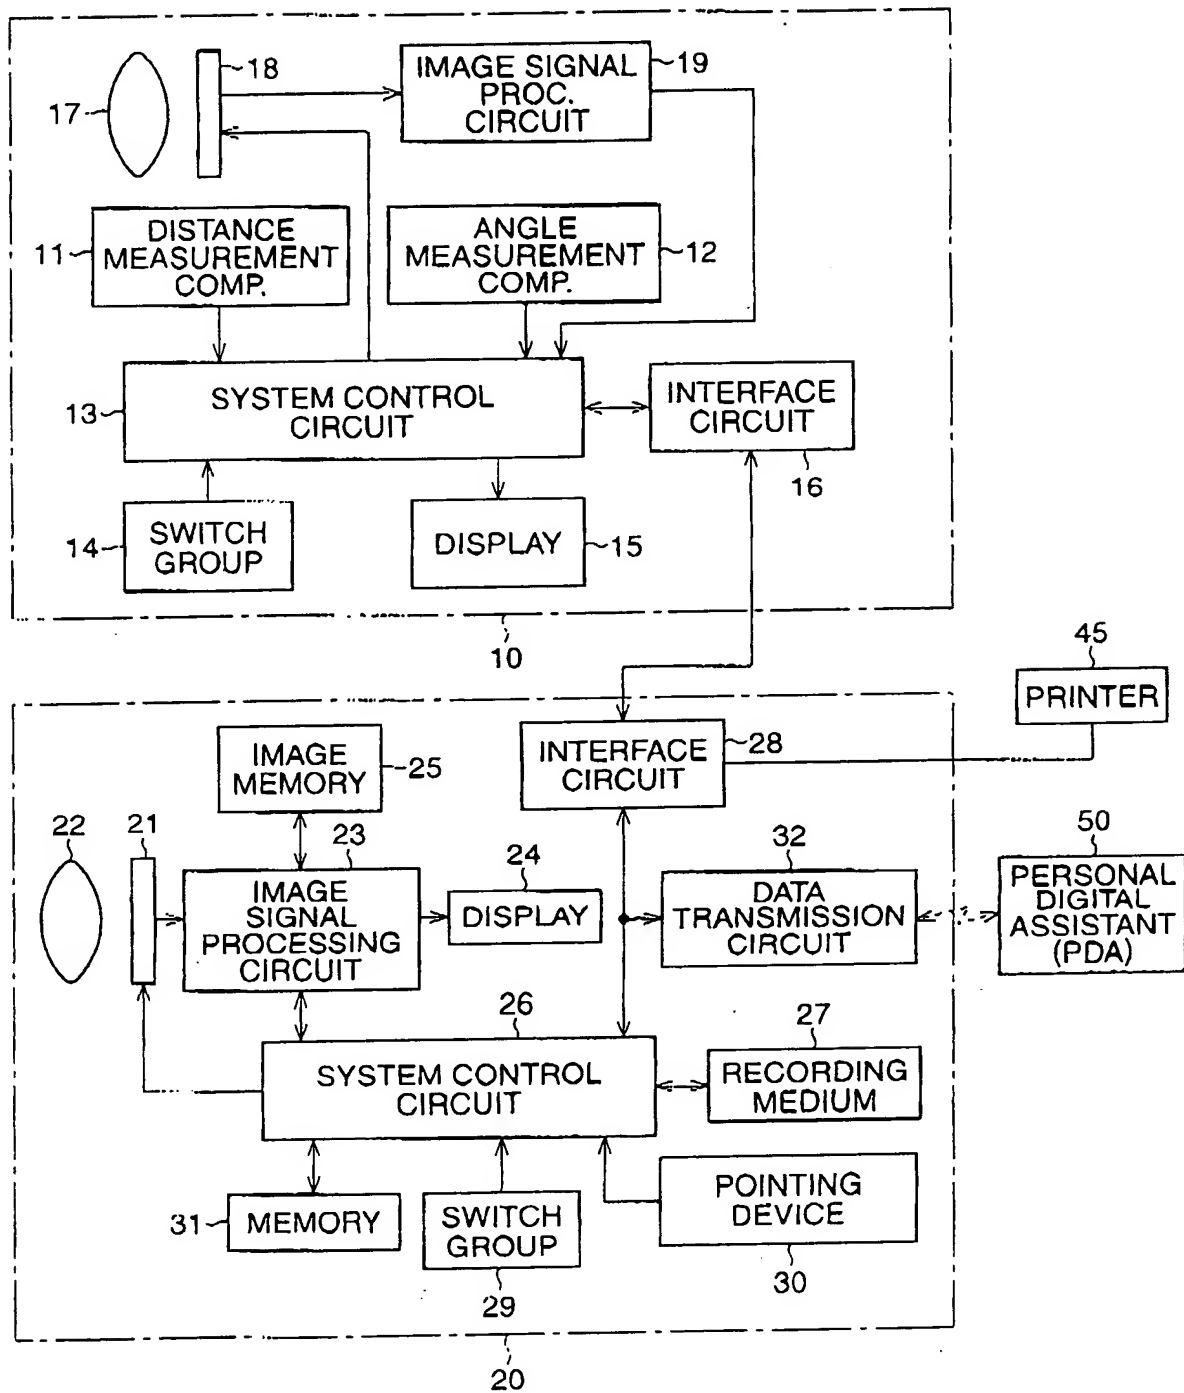 18
IMAGE SIGNAL
PROC.
CIRCUIT
19
17
DISTANCE
MEASUREMENT
COMP.
11
ANGLE
MEASUREMENT
COMP.
12
SYSTEM CONTROL
CIRCUIT
13
INTERFACE
CIRCUIT
16
SWITCH
GROUP
14
DISPLAY
15
10
45
PRINTER
IMAGE
MEMORY
25
INTERFACE
CIRCUIT
28
22
21
23
IMAGE
SIGNAL
PROCESSING
CIRCUIT
24
DISPLAY
32
DATA
TRANSMISSION
CIRCUIT
50
PERSONAL
DIGITAL
ASSISTANT
(PDA)
26
SYSTEM CONTROL
CIRCUIT
27
RECORDING
MEDIUM
31
MEMORY
SWITCH
GROUP
29
POINTING
DEVICE
30
20